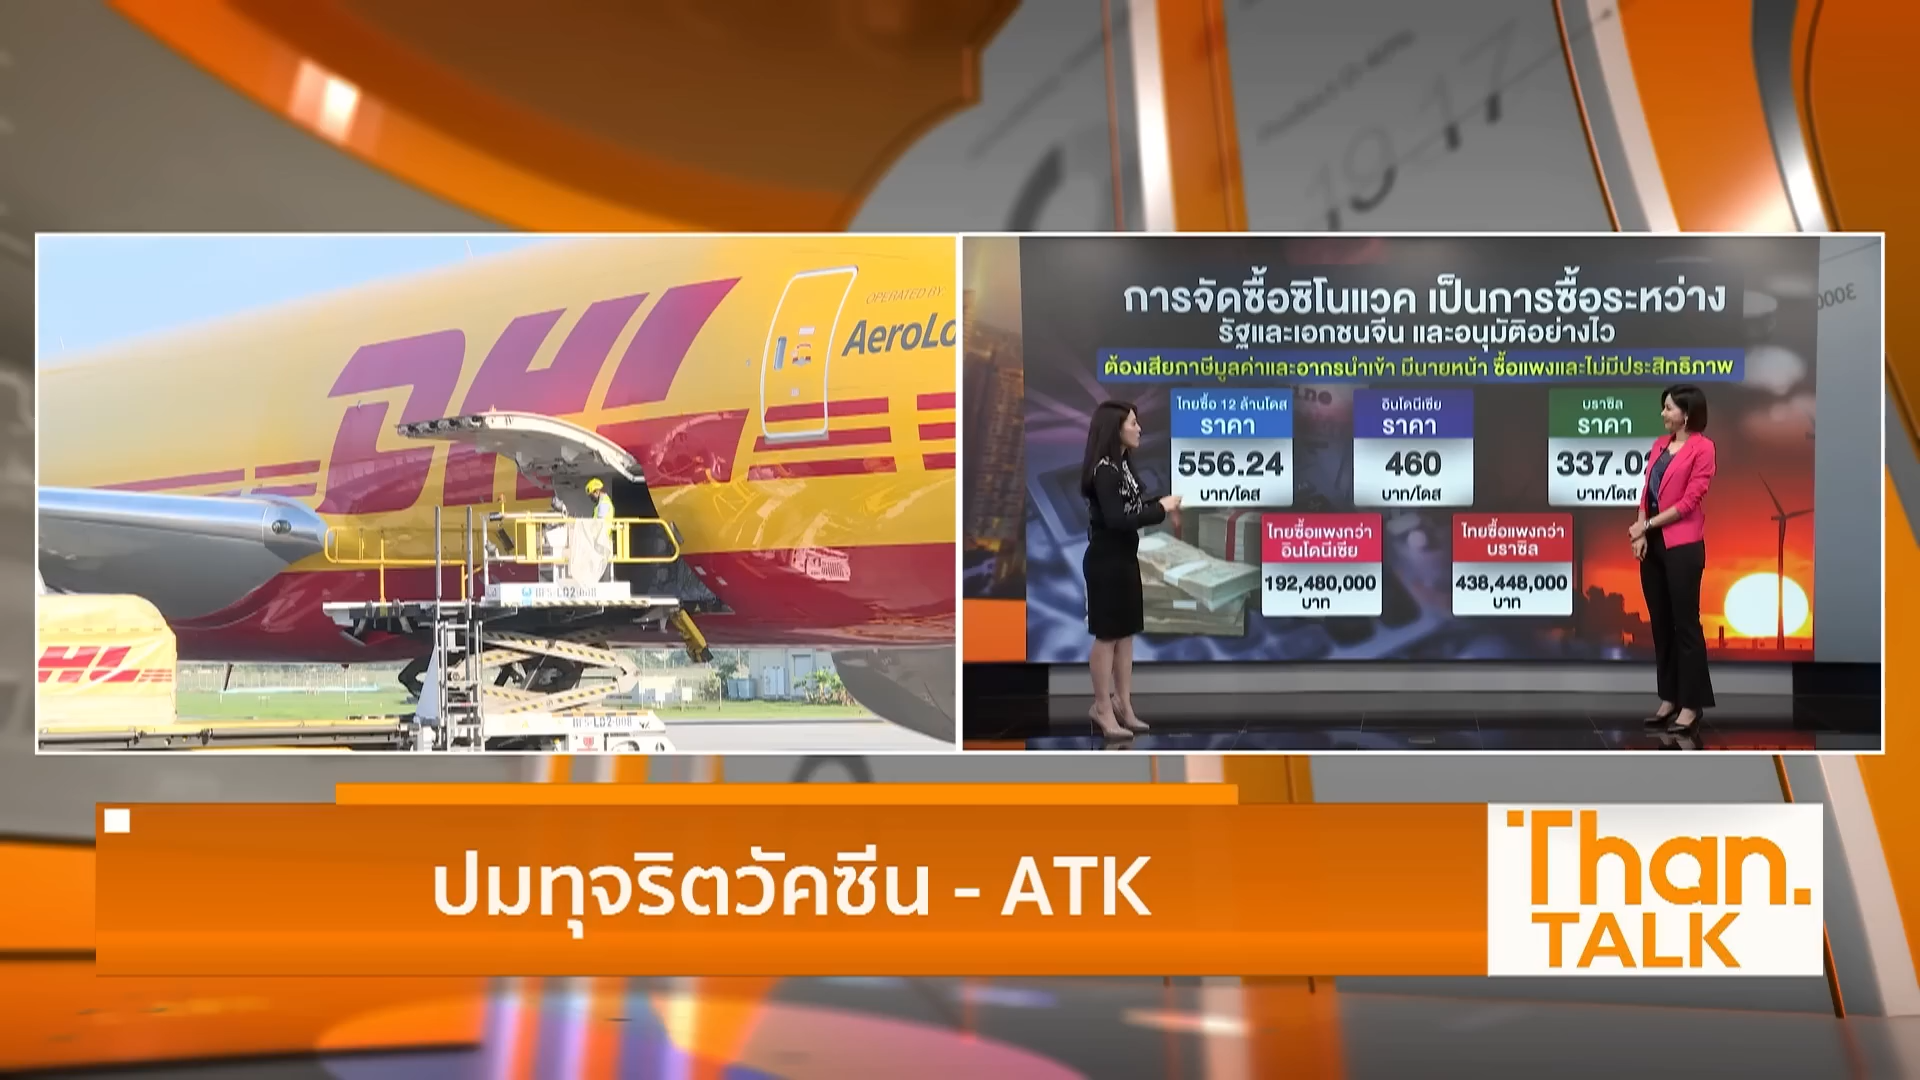 DHL
OPERATED BY:
AeroLo
DHL
BFS-LD2-008
การจัดซื้อซิโนแวค เป็นการซื้อระหว่าง
รัฐและเอกชนจีน และอนุมัติอย่างไว
ต้องเสียภาษีมูลค่าและอากรนำเข้า มีนายหน้า ซื้อแพงและไม่มีประสิทธิภาพ
ไทยซื้อ 12 ล้านโดส
ราคา
556.24
บาท/โดส
อินโดนีเซีย
ราคา
460
บาท/โดส
บราซิล
ราคา
337.0
บาท/โดส
ไทยซื้อแพงกว่า
อินโดนีเซีย
192,480,000
บาท
ไทยซื้อแพงกว่า
บราซิล
438,448,000
บาท
ปมทุจริตวัคซีน - ATK
Than.
TALK